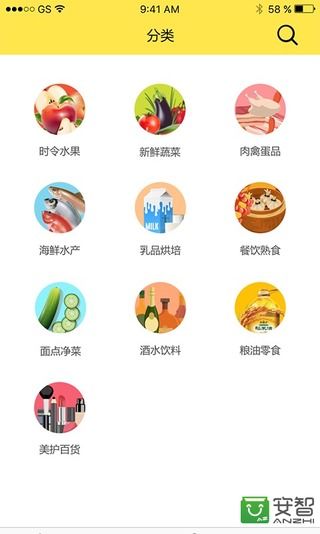 GS 9:41 AM 58 %
分类
时令水果 新鲜蔬菜 肉禽蛋品
MILK
海鲜水产 乳品烘培 餐饮熟食
面点净菜 酒水饮料 粮油零食
美护百货
安智
ANZHI